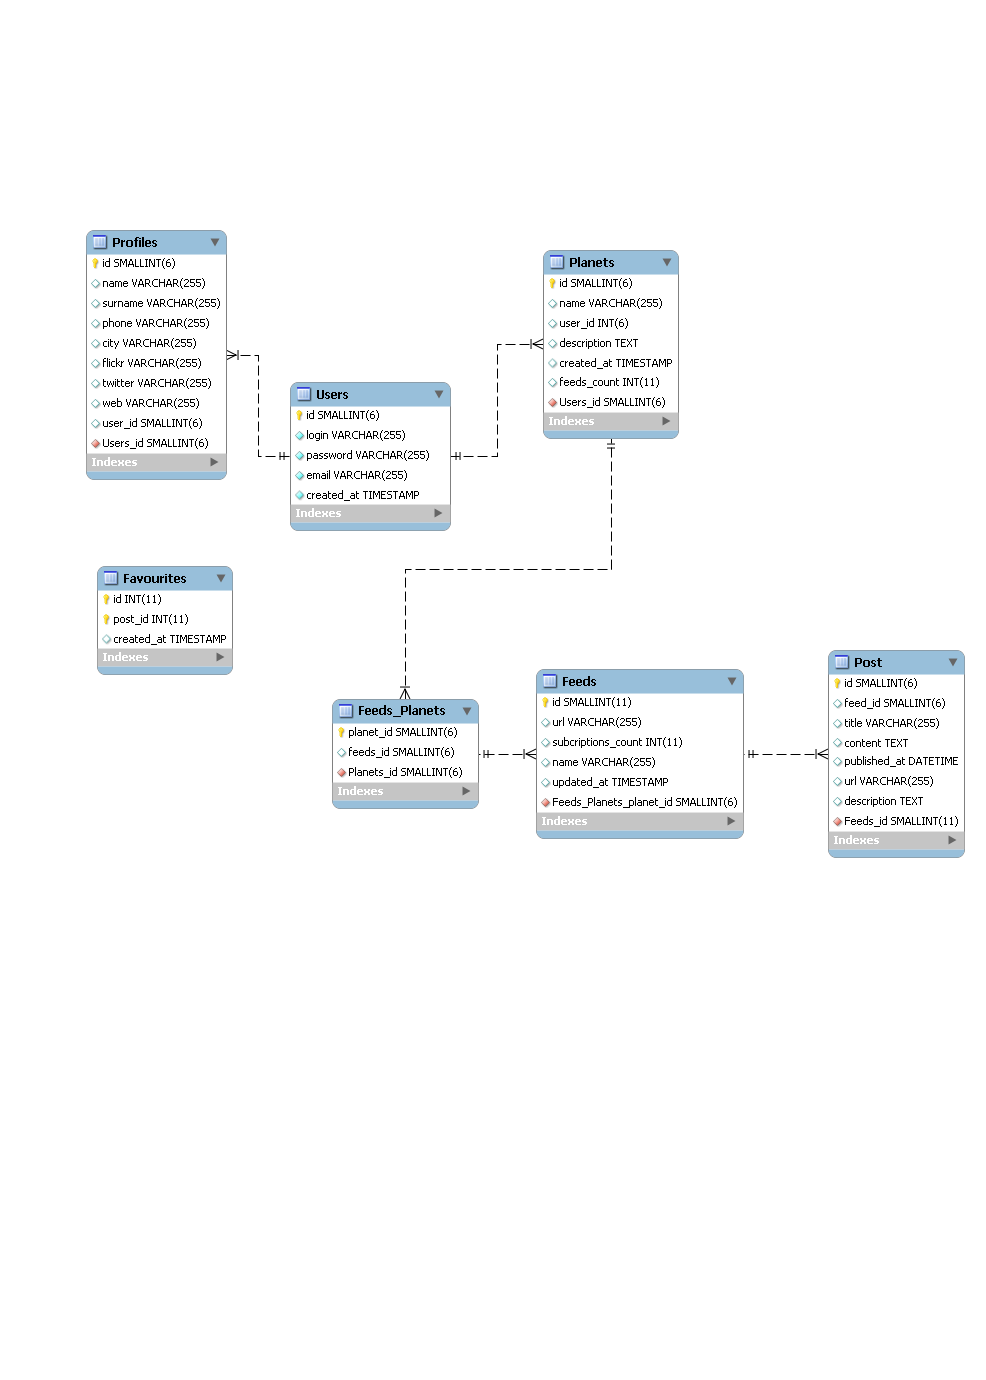 Profiles
id SMALLINT(6)
name VARCHAR(255)
surname VARCHAR(255)
phone VARCHAR(255)
city VARCHAR(255)
flickr VARCHAR(255)
twitter VARCHAR(255)
web VARCHAR(255)
user_id SMALLINT(6)
Users_id SMALLINT(6)
Indexes
Planets
id SMALLINT(6)
name VARCHAR(255)
user_id INT(6)
description TEXT
created_at TIMESTAMP
feeds_count INT(11)
Users_id SMALLINT(6)
Indexes
Users
id SMALLINT(6)
login VARCHAR(255)
password VARCHAR(255)
email VARCHAR(255)
created_at TIMESTAMP
Indexes
Favourites
id INT(11)
post_id INT(11)
created_at TIMESTAMP
Indexes
Feeds_Planets
planet_id SMALLINT(6)
feeds_id SMALLINT(6)
Planets_id SMALLINT(6)
Indexes
Feeds
id SMALLINT(11)
url VARCHAR(255)
subcriptions_count INT(11)
name VARCHAR(255)
updated_at TIMESTAMP
Feeds_Planets_planet_id SMALLINT(6)
Indexes
Post
id SMALLINT(6)
feed_id SMALLINT(6)
title VARCHAR(255)
content TEXT
published_at DATETIME
url VARCHAR(255)
description TEXT
Feeds_id SMALLINT(11)
Indexes